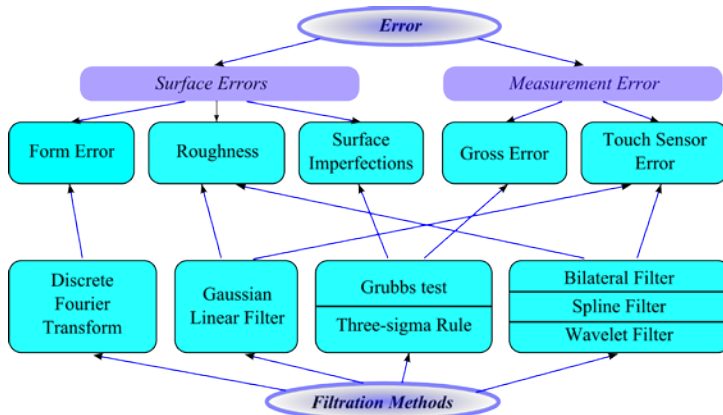 Error
Surface Errors
Measurement Error
Form Error
Roughness
Surface
Imperfections
Gross Error
Touch Sensor
Error
Discrete
Fourier
Transform
Gaussian
Linear Filter
Grubbs test
Three-sigma Rule
Bilateral Filter
Spline Filter
Wavelet Filter
Filtration Methods